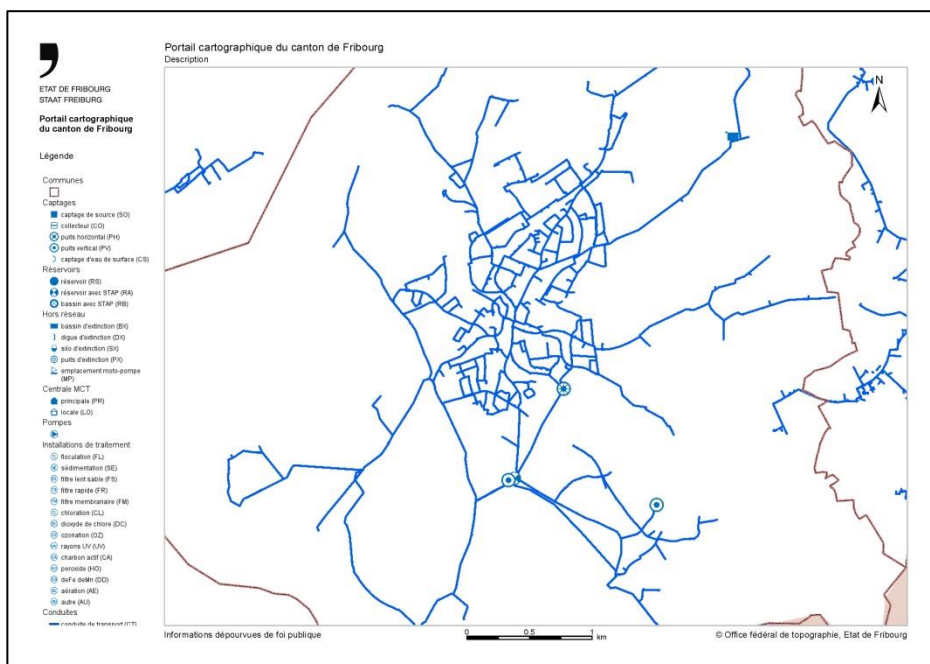 Portail cartographique du canton de Fribourg
Description
ETAT DE FRIBOURG
STAAT FREIBURG
Portail cartographique
du canton de Fribourg
Légende
Communes
Captages
captage de source (SO)
collecteur (CO)
puits horizontal (PH)
puits vertical (PV)
captage d'eau de surface (CS)
Réservoirs
réservoir (RS)
réservoir avec STAP (RA)
bassin avec STAP (RB)
Hors réseau
bassin d'extinction (BX)
digue d'extinction (DX)
silo d'extinction (SX)
puits d'extinction (PX)
emplacement moto-pompe
(MP)
Centrale MCT
principale (PR)
locale (LO)
Pompes
Installations de traitement
floculation (FL)
sédimentation (SE)
filtre lent sable (FS)
filtre rapide (FR)
filtre membranaire (FM)
chloration (CL)
dioxyde de chlore (DC)
ozonation (OZ)
rayons UV (UV)
charbon actif (CA)
peroxide (HO)
deFe deMn (DD)
aération (AE)
autre (AU)
Conduites
conduite de transport (CT)
N
Informations dépourvues de foi publique
0 0.5 1
km
© Office fédéral de topographie, Etat de Fribourg